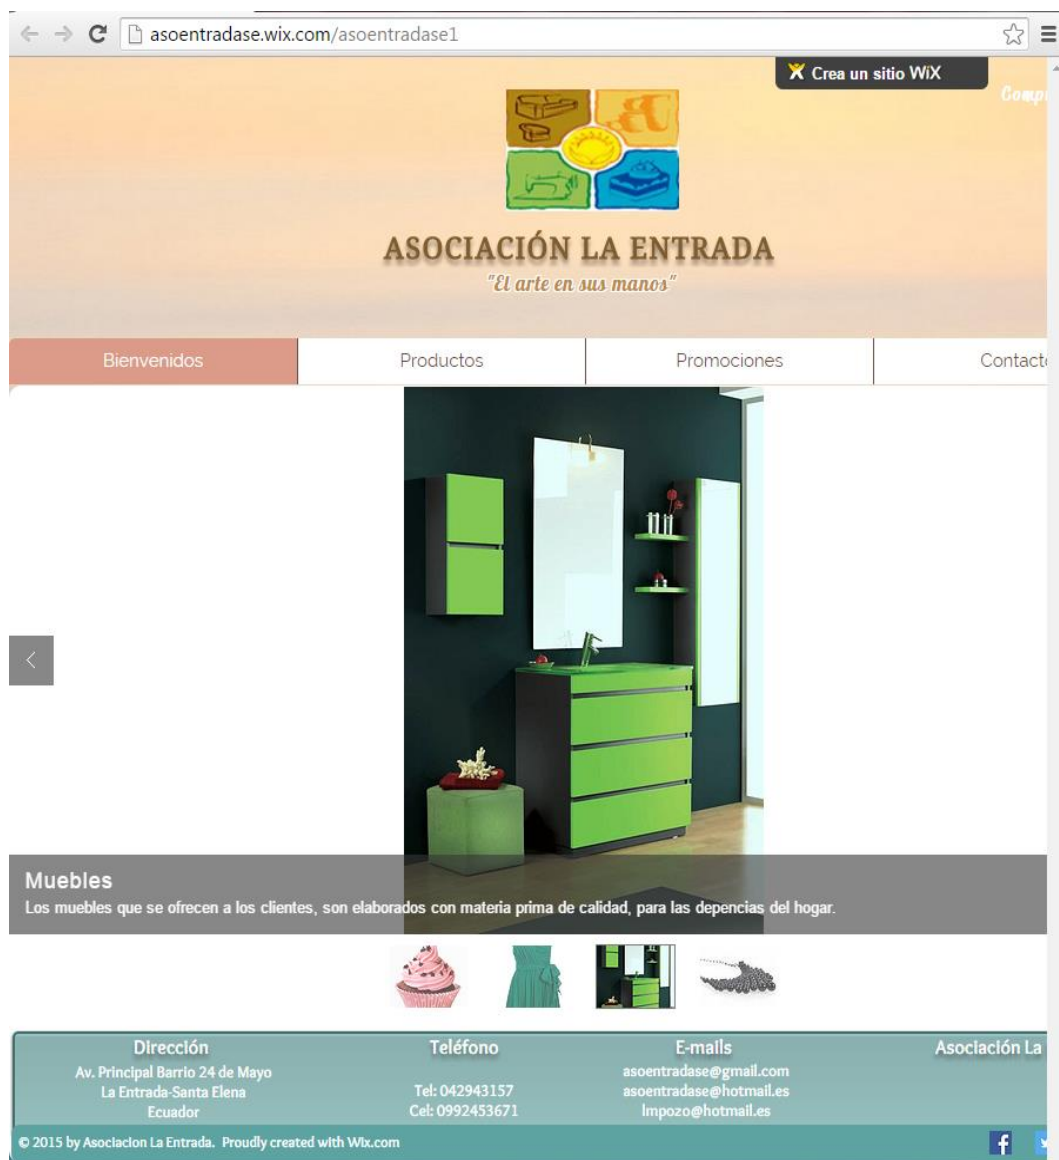 asoentradase.wix.com/asoentradase1
Crea un sitio WiX
ASOCIACIÓN LA ENTRADA
"El arte en sus manos"
Bienvenidos
Productos
Promociones
Muebles
Los muebles que se ofrecen a los clientes, son elaborados con materia prima de calidad, para las depencias del hogar.
Dirección
Av. Principal Barrio 24 de Mayo
La Entrada-Santa Elena
Ecuador
Teléfono
Tel: 042943157
Cel: 0992453671
E-mails
asoentradase@gmail.com
asoentradase@hotmail.es
lmpozo@hotmail.es
Asociación La
© 2015 by Asociacion La Entrada. Proudly created with Wix.com